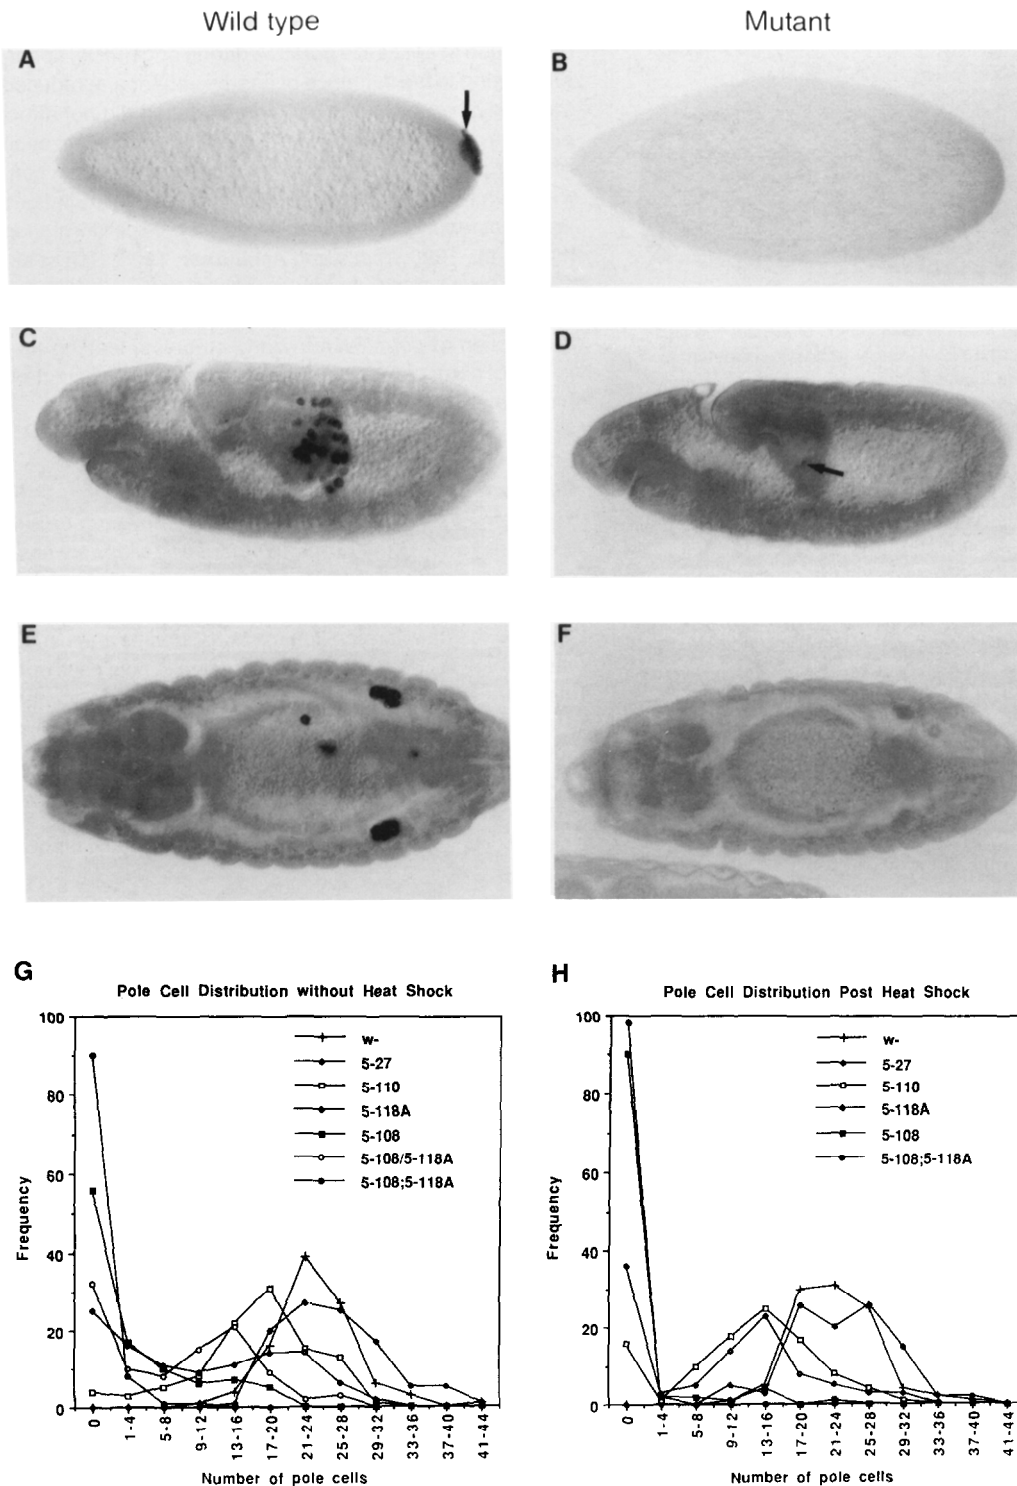 Wild type
Mutant
A
B
C
D
E
F
G
Pole Cell Distribution without Heat Shock
100
80
60
40
20
0
Frequency
w-
5-27
5-110
5-118A
5-108
5-108/5-118A
5-108;5-118A
0
1-4
5-8
9-12
13-16
17-20
21-24
25-28
29-32
33-36
37-40
41-44
Number of pole cells
H
Pole Cell Distribution Post Heat Shock
100
80
60
40
20
0
Frequency
w-
5-27
5-110
5-118A
5-108
5-108;5-118A
0
1-4
5-8
9-12
13-16
17-20
21-24
25-28
29-32
33-36
37-40
41-44
Number of pole cells